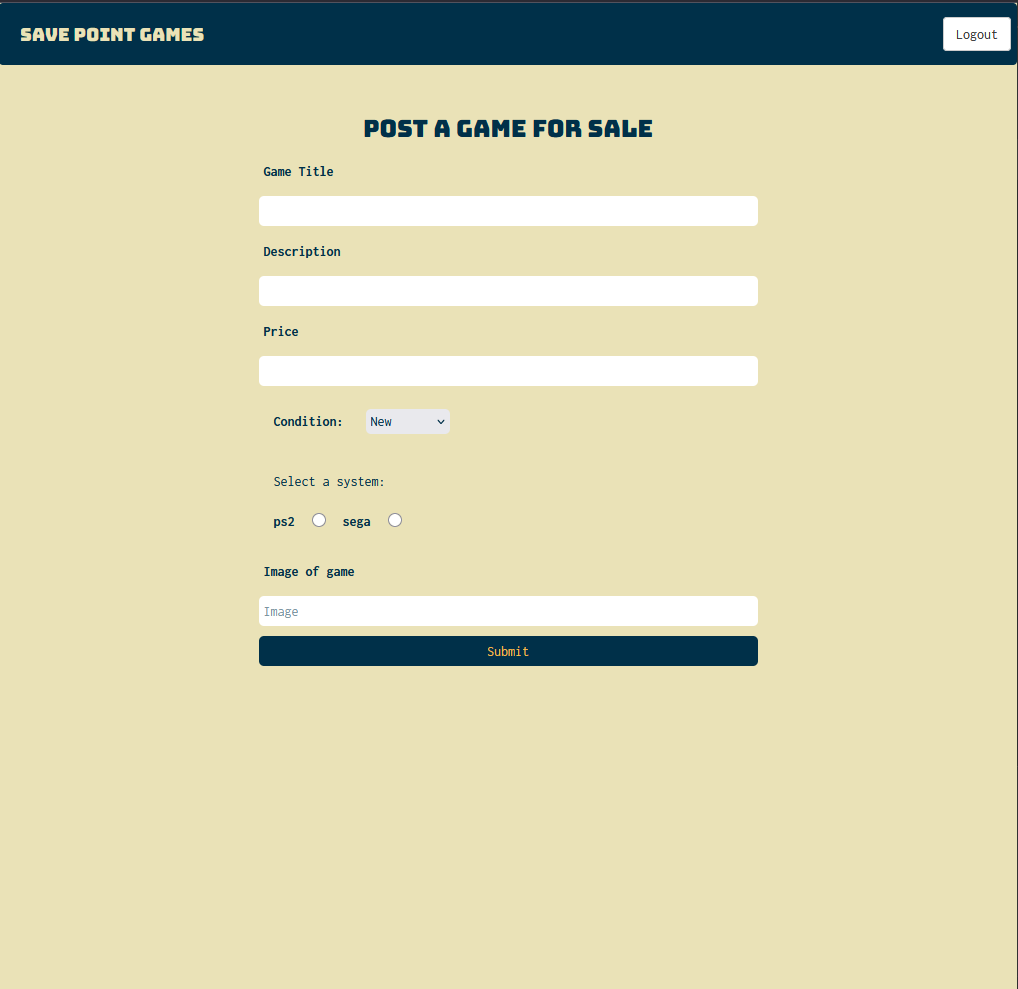 SAVE POINT GAMES
Logout
POST A GAME FOR SALE
Game Title
Description
Price
Condition: New
Select a system:
ps2 sega
Image of game
Image
Submit